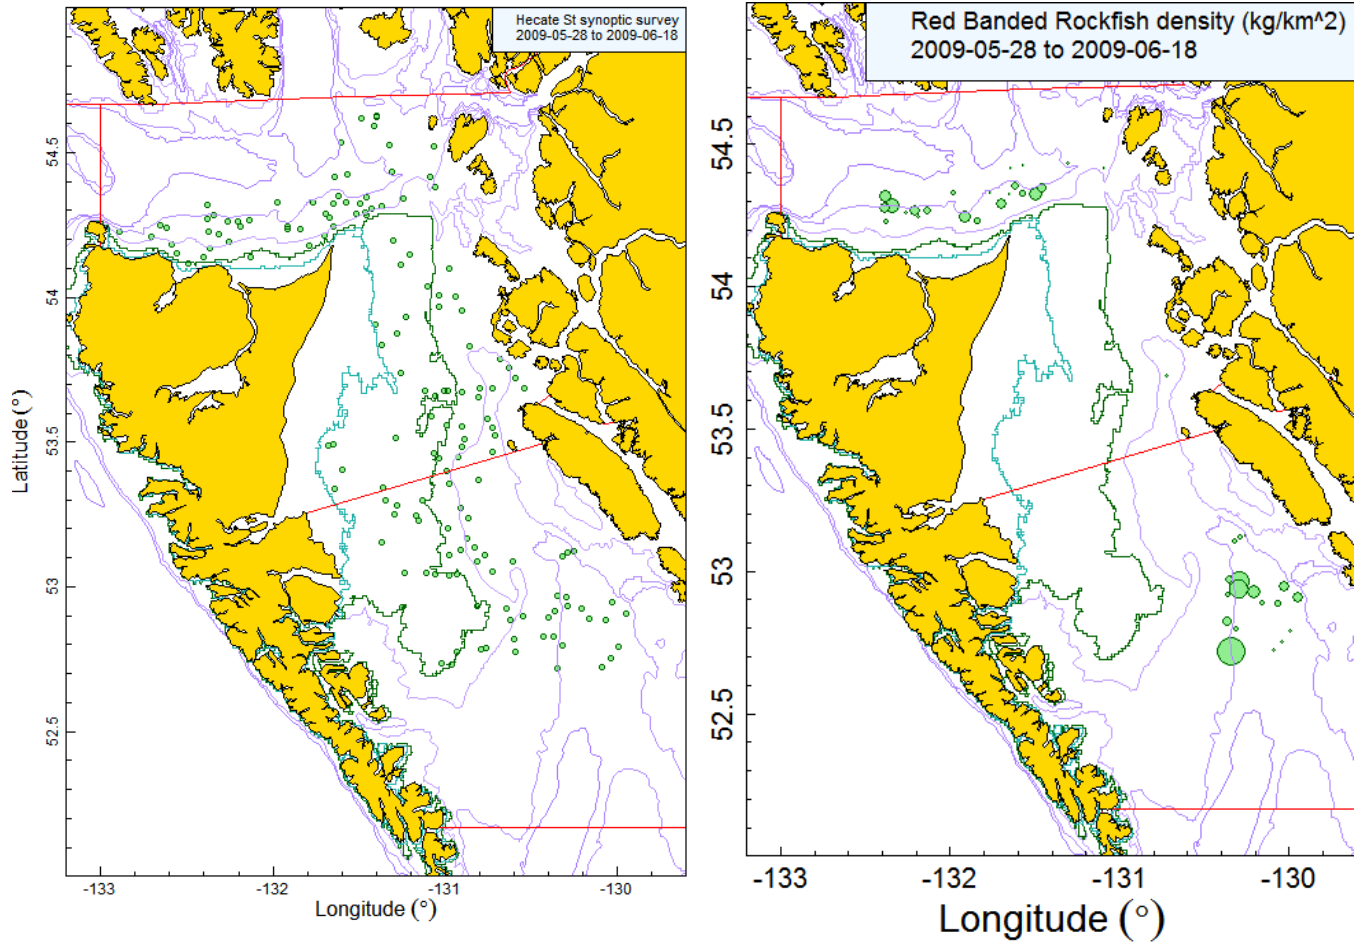 Hecate St synoptic survey
2009-05-28 to 2009-06-18
54.5
54
53.5
53
52.5
Latitude (°)
-133
-132
-131
-130
Longitude (°)
Red Banded Rockfish density (kg/km^2)
2009-05-28 to 2009-06-18
54.5
54
53.5
53
52.5
-133
-132
-131
-130
Longitude (°)